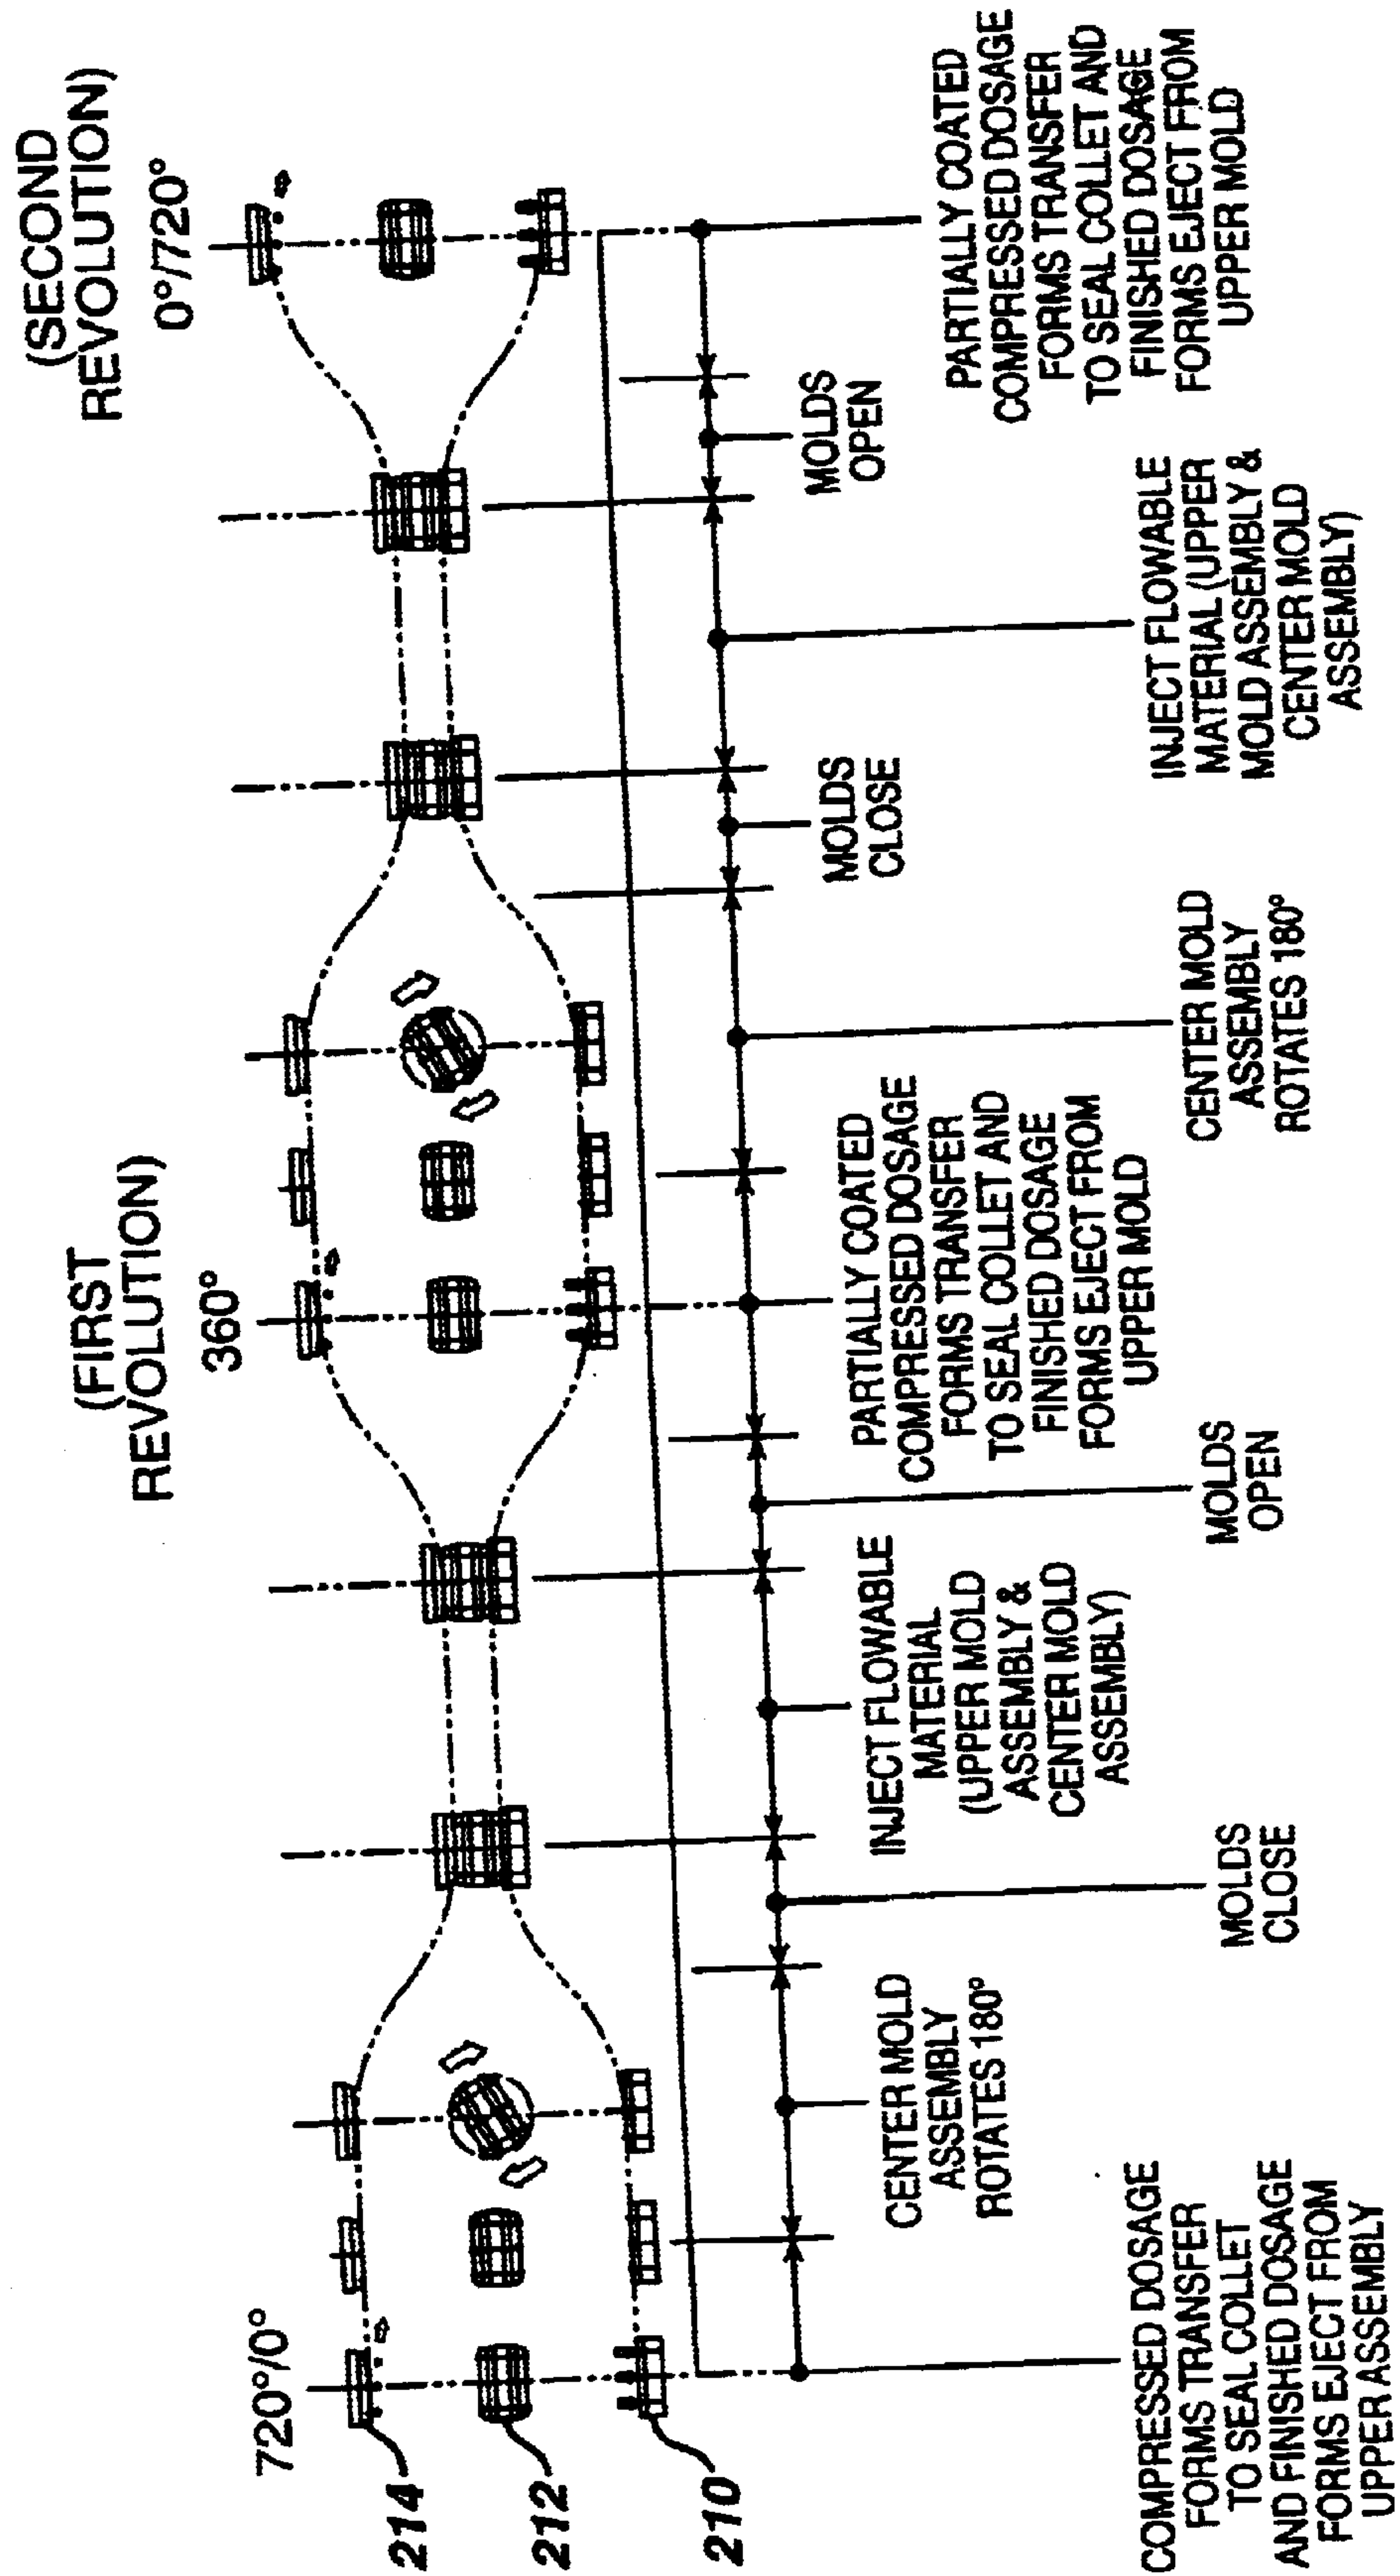 (SECOND
REVOLUTION)
0°/720°
(FIRST
REVOLUTION)
360°
720°/0°
214
212
210
COMPRESSED DOSAGE
FORMS TRANSFER
TO SEAL COLLET
AND FINISHED DOSAGE
FORMS EJECT FROM
UPPER ASSEMBLY
CENTER MOLD
ASSEMBLY
ROTATES 180°
MOLDS
CLOSE
INJECT FLOWABLE
MATERIAL
(UPPER MOLD
ASSEMBLY &
CENTER MOLD
ASSEMBLY)
MOLDS
OPEN
PARTIALLY COATED
COMPRESSED DOSAGE
FORMS TRANSFER
TO SEAL COLLET AND
FINISHED DOSAGE
FORMS EJECT FROM
UPPER MOLD
CENTER MOLD
ASSEMBLY
ROTATES 180°
MOLDS
CLOSE
INJECT FLOWABLE
MATERIAL (UPPER
MOLD ASSEMBLY &
CENTER MOLD
ASSEMBLY)
MOLDS
OPEN
PARTIALLY COATED
COMPRESSED DOSAGE
FORMS TRANSFER
TO SEAL COLLET AND
FINISHED DOSAGE
FORMS EJECT FROM
UPPER MOLD